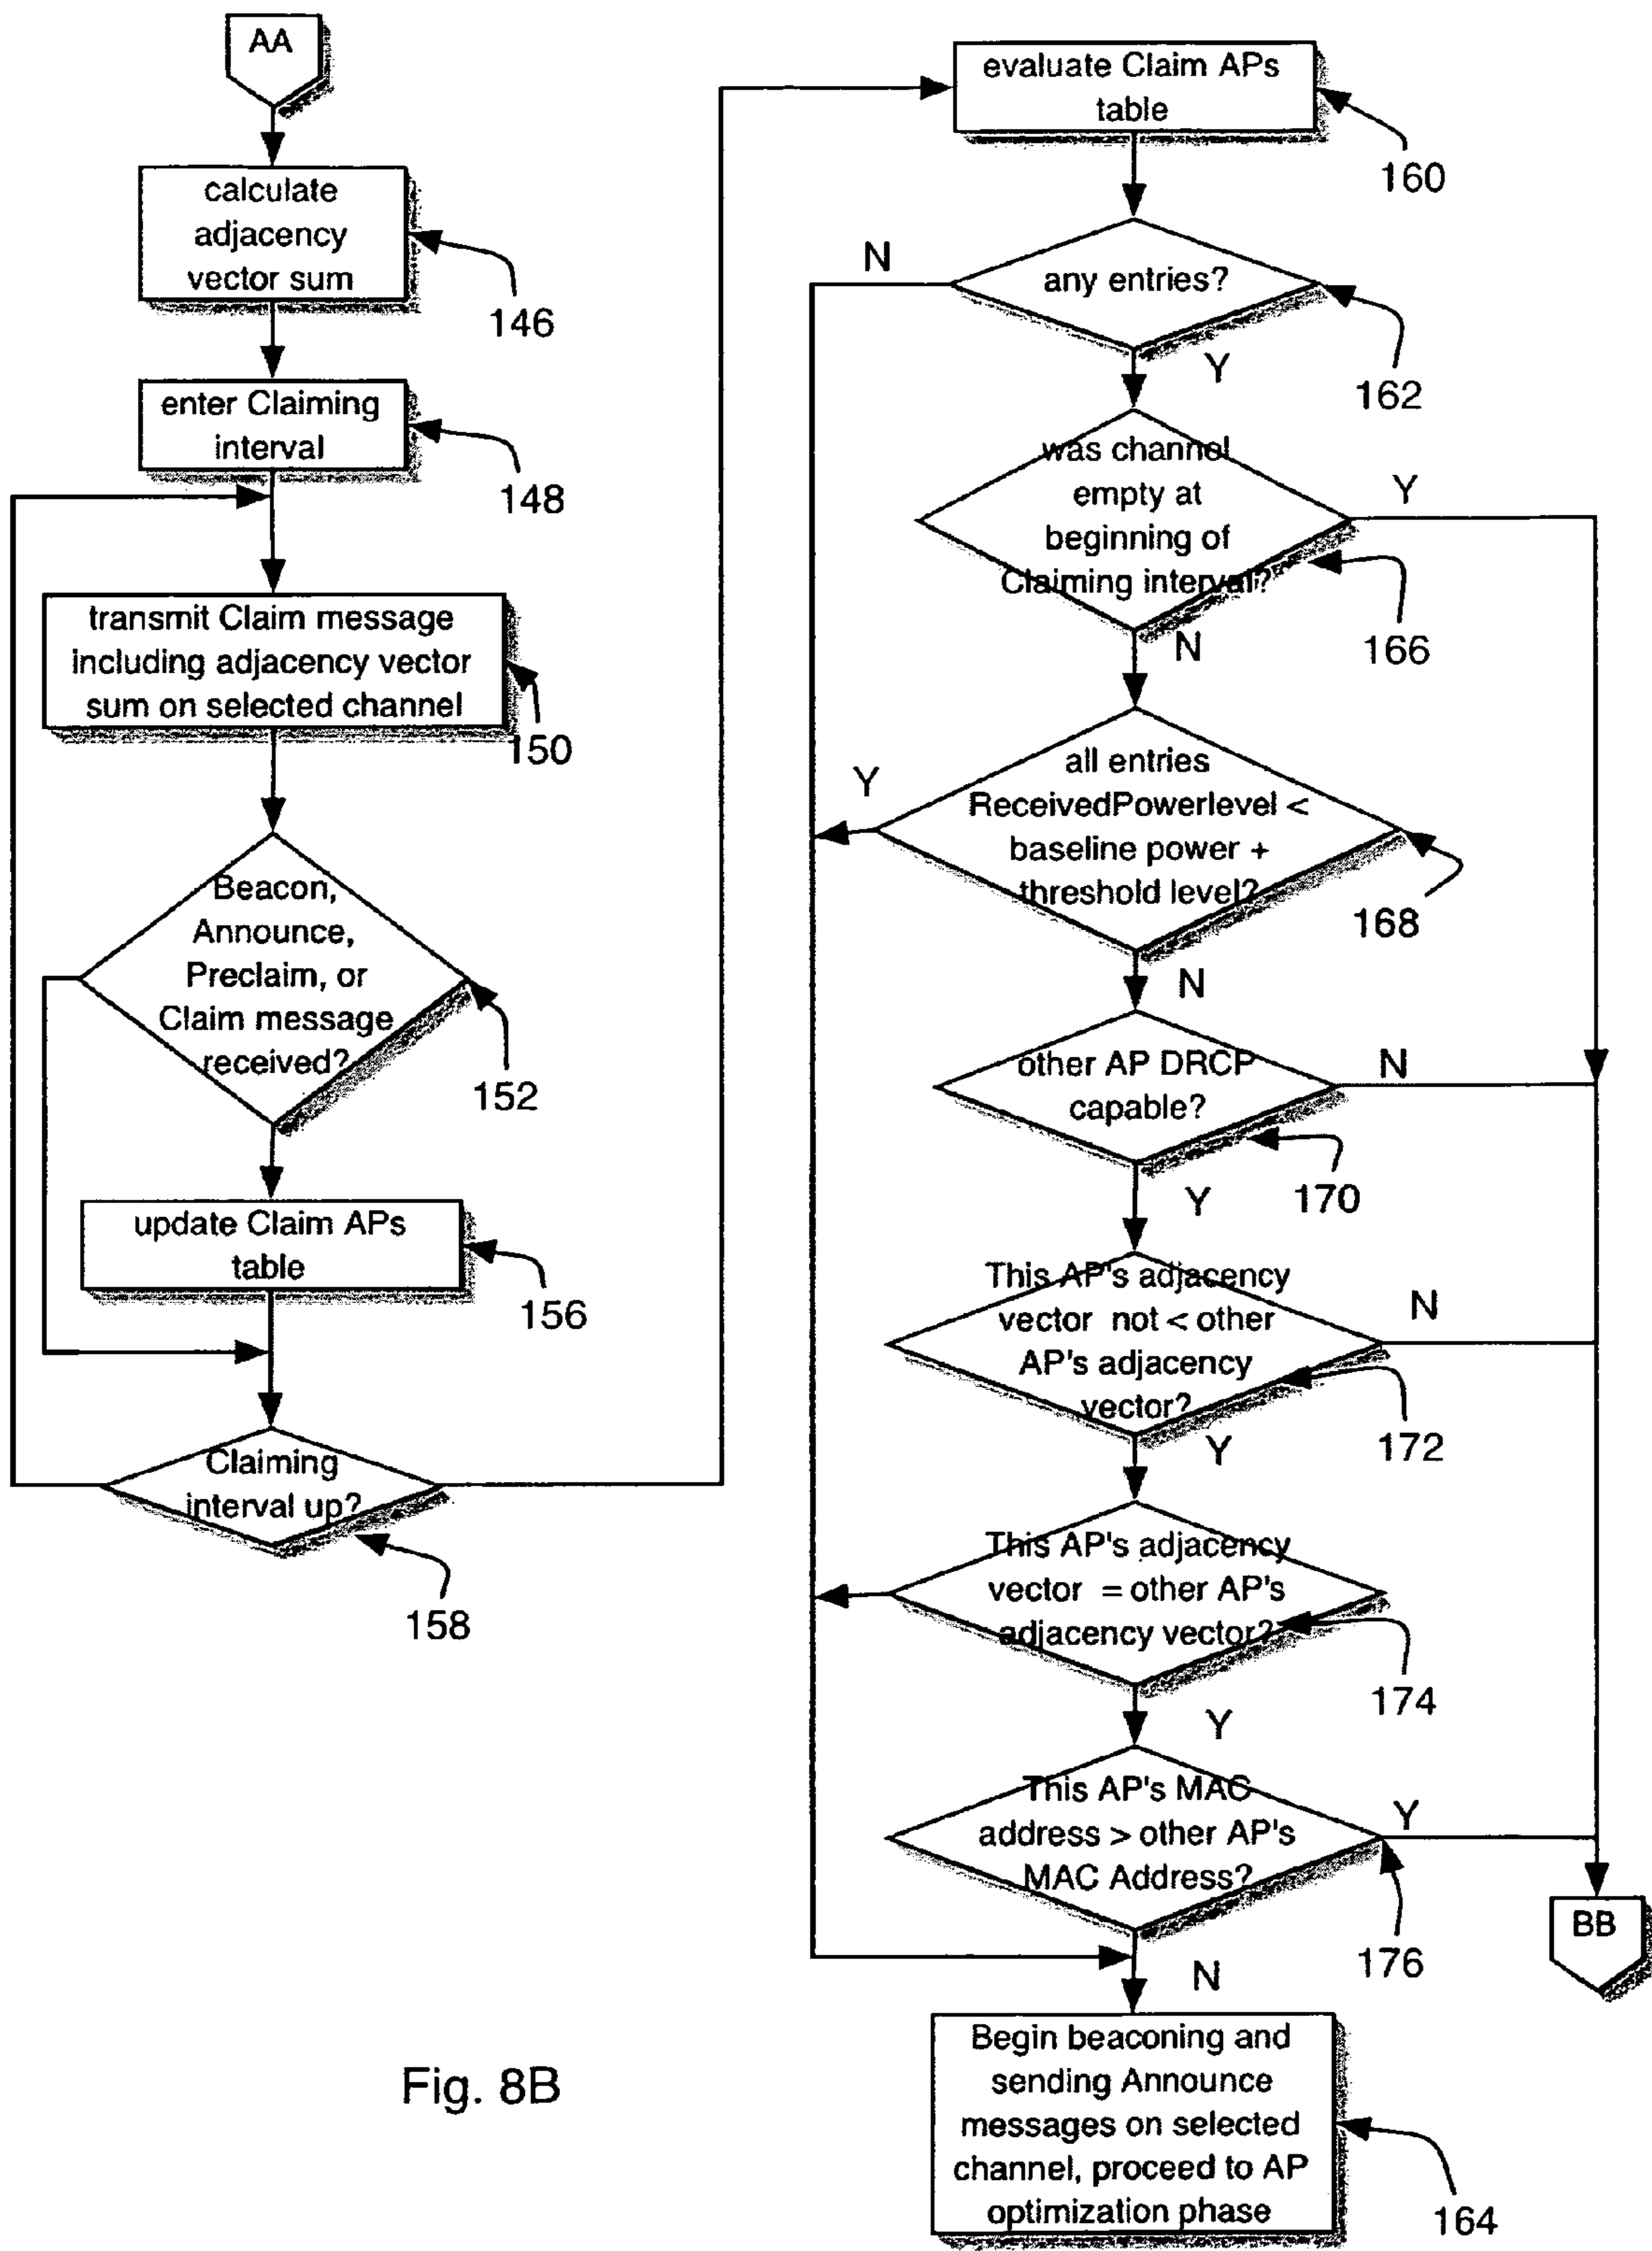 AA
calculate
adjacency
vector sum
146
enter Claiming
interval
148
transmit Claim message
including adjacency vector
sum on selected channel
150
Beacon,
Announce,
Preclaim, or
Claim message
received?
152
update Claim APs
table
156
Claiming
interval up?
158
evaluate Claim APs
table
160
N
any entries?
Y
162
was channel
empty at
beginning of
Claiming interval?
Y
N
166
all entries
ReceivedPowerlevel <
baseline power +
threshold level?
Y
N
168
other AP DRCP
capable?
N
Y
170
This AP's adjacency
vector not < other
AP's adjacency
vector?
N
Y
172
This AP's adjacency
vector = other AP's
adjacency vector?
174
Y
This AP's MAC
address > other AP's
MAC Address?
Y
176
BB
N
Begin beaconing and
sending Announce
messages on selected
channel, proceed to AP
optimization phase
164
Fig. 8B